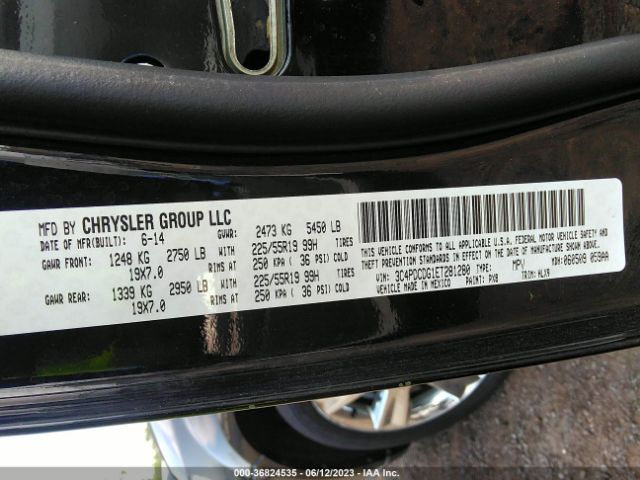 MFD BY CHRYSLER GROUP LLC
DATE OF MFR(BUILT): 6-14 GVWR: 2473 KG 5450 LB
GAWR FRONT: 1248 KG 2750 LB WITH 225/55R19 99H TIRES
19X7.0 RIMS AT 250 KPA ( 36 PSI) COLD
GAWR REAR: 1339 KG 2950 LB WITH 225/55R19 99H TIRES
19X7.0 RIMS AT 250 KPA ( 36 PSI) COLD
THIS VEHICLE CONFORMS TO ALL APPLICABLE U.S.A. FEDERAL MOTOR VEHICLE SAFETY AND
THEFT PREVENTION STANDARDS IN EFFECT ON THE DATE OF MANUFACTURE SHOWN ABOVE
VIN: 3C4PDCDG1ET281280 TYPE: MPV MDH: 060509 059AA
VEHICLE MADE IN MEXICO PAINT: PX8 TRIM: HLX9
000-36824535 - 06/12/2023 - IAA Inc.